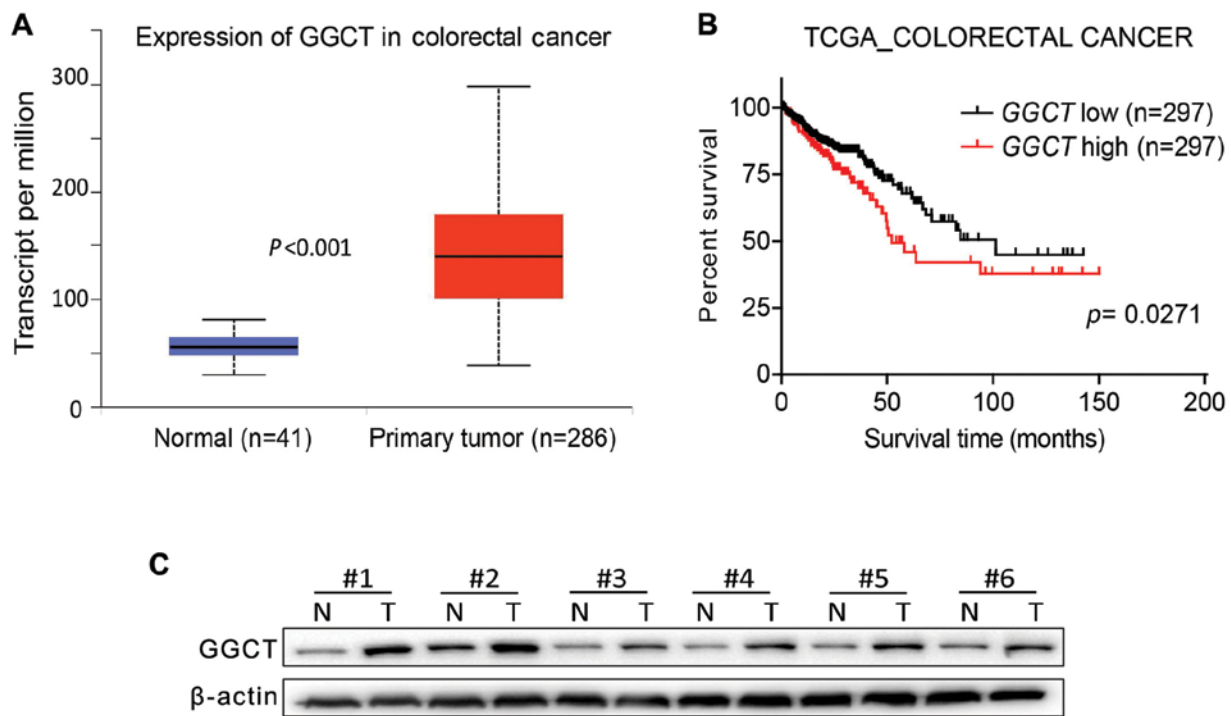 A
Expression of GGCT in colorectal cancer
Transcript per million
300
200
100
0
P<0.001
Normal (n=41)
Primary tumor (n=286)
B
TCGA_COLORECTAL CANCER
Percent survival
100
75
50
25
0
GGCT low (n=297)
GGCT high (n=297)
p= 0.0271
0
50
100
150
200
Survival time (months)
C
#1 #2 #3 #4 #5 #6
N T N T N T N T N T N T
GGCT
β-actin